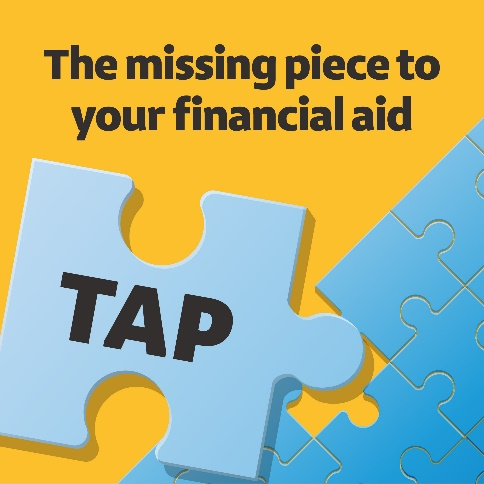 The missing piece to
your financial aid
TAP